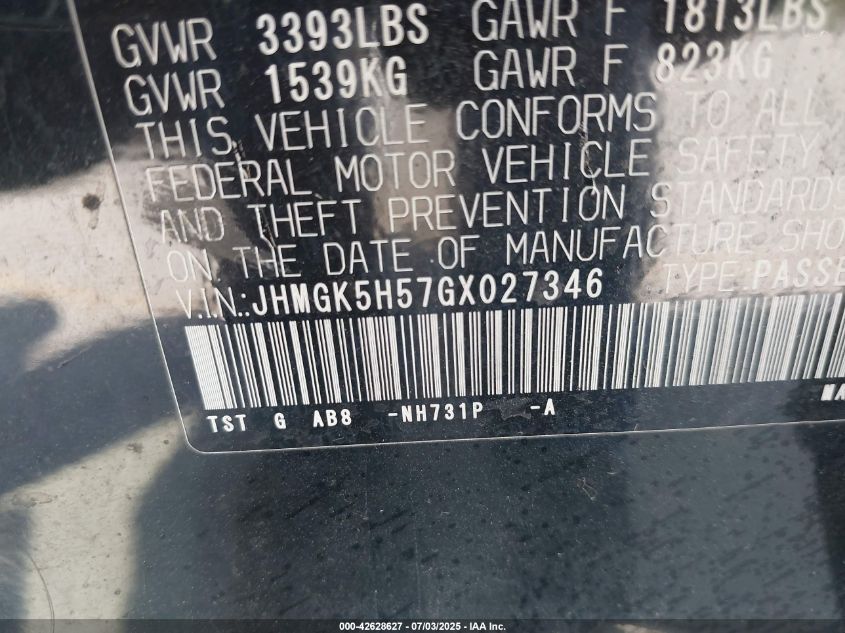 GVWR 3393LBS GAWR F 1813LBS
GVWR 1539KG GAWR F 823KG
THIS VEHICLE CONFORMS TO ALL
FEDERAL MOTOR VEHICLE SAFETY
AND THEFT PREVENTION STANDARDS
ON THE DATE OF MANUFACTURE SHO
V.I.N.: JHMGK5H57GX027346 TYPE: PASSE
TST G AB8 -NH731P -A
000-42628627 - 07/03/2025 - IAA Inc.